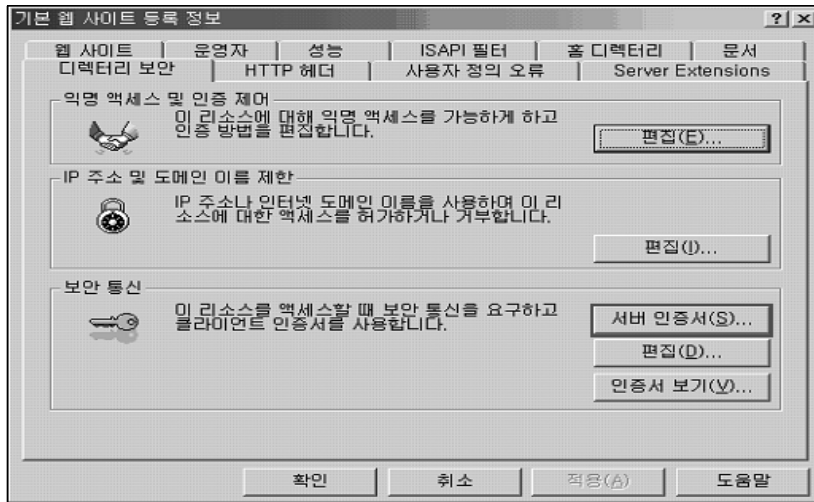 기본 웹 사이트 등록 정보
웹 사이트 운영자 성능 ISAPI 필터 홈 디렉터리 문서
디렉터리 보안 HTTP 헤더 사용자 정의 오류 Server Extensions
익명 액세스 및 인증 제어
이 리소스에 대해 익명 액세스를 가능하게 하고
인증 방법을 편집합니다.
편집(E)...
IP 주소 및 도메인 이름 제한
IP 주소나 인터넷 도메인 이름을 사용하여 이 리
소스에 대한 액세스를 허가하거나 거부합니다.
편집(I)...
보안 통신
이 리소스를 액세스할 때 보안 통신을 요구하고
클라이언트 인증서를 사용합니다.
서버 인증서(S)...
편집(D)...
인증서 보기(V)...
확인 취소 적용(A) 도움말